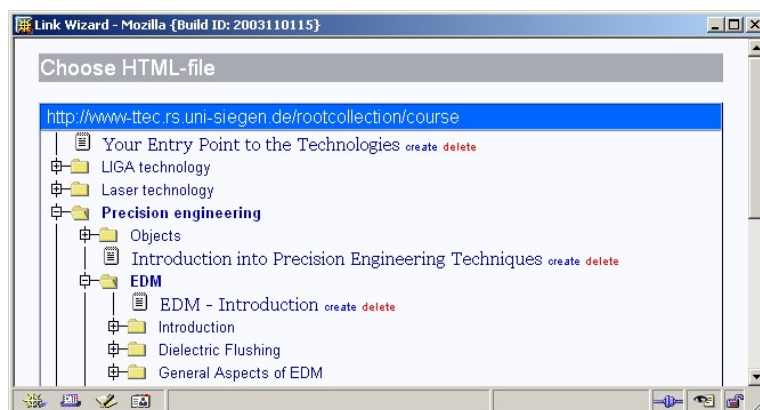 Link Wizard - Mozilla {Build ID: 2003110115}
Choose HTML-file
http://www-ttec.rs.uni-siegen.de/rootcollection/course
Your Entry Point to the Technologies create delete
LIGA technology
Laser technology
Precision engineering
Objects
Introduction into Precision Engineering Techniques create delete
EDM
EDM - Introduction create delete
Introduction
Dielectric Flushing
General Aspects of EDM